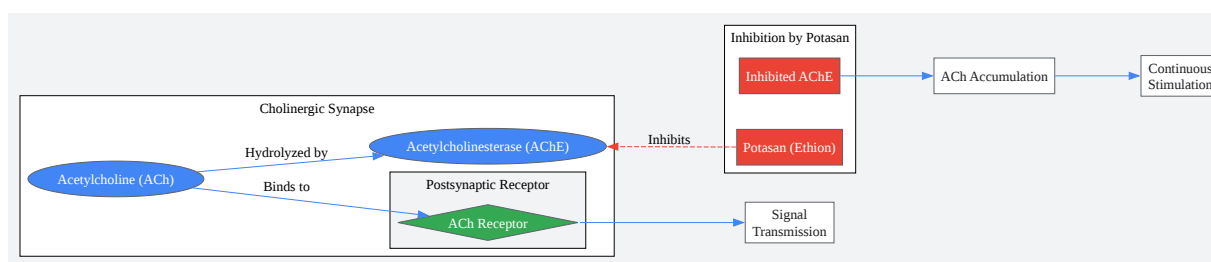 Inhibition by Potasan
Inhibited AChE
ACh Accumulation
Continuous
Stimulation
Cholinergic Synapse
Acetylcholinesterase (AChE)
Inhibits
Potasan (Ethion)
Hydrolyzed by
Acetylcholine (ACh)
Binds to
Postsynaptic Receptor
ACh Receptor
Signal
Transmission